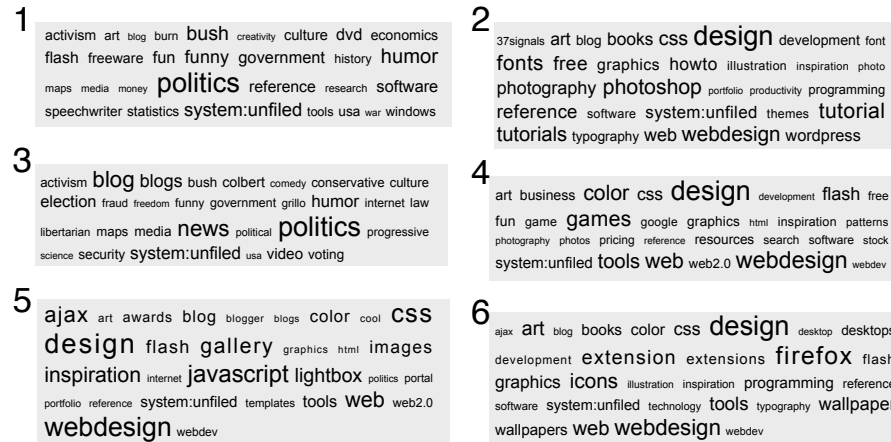 1
activism art blog burn bush creativity culture dvd economics
flash freeware fun funny government history humor
maps media money politics reference research software
speechwriter statistics system:unfiled tools usa war windows
2
37signals art blog books css design development font
fonts free graphics howto illustration inspiration photo
photography photoshop portfolio productivity programming
reference software system:unfiled themes tutorial
tutorials typography web webdesign wordpress
3
activism blog blogs bush colbert comedy conservative culture
election fraud freedom funny government grillo humor internet law
libertarian maps media news political politics progressive
science security system:unfiled usa video voting
4
art business color css design development flash free
fun game games google graphics html inspiration patterns
photography photos pricing reference resources search software stock
system:unfiled tools web web2.0 webdesign webdev
5
ajax art awards blog blogger blogs color cool css
design flash gallery graphics html images
inspiration internet javascript lightbox politics portal
portfolio reference system:unfiled templates tools web web2.0
webdesign webdev
6
ajax art blog books color css design desktop desktops
development extension extensions firefox flash
graphics icons illustration inspiration programming reference
software system:unfiled technology tools typography wallpaper
wallpapers web webdesign webdev